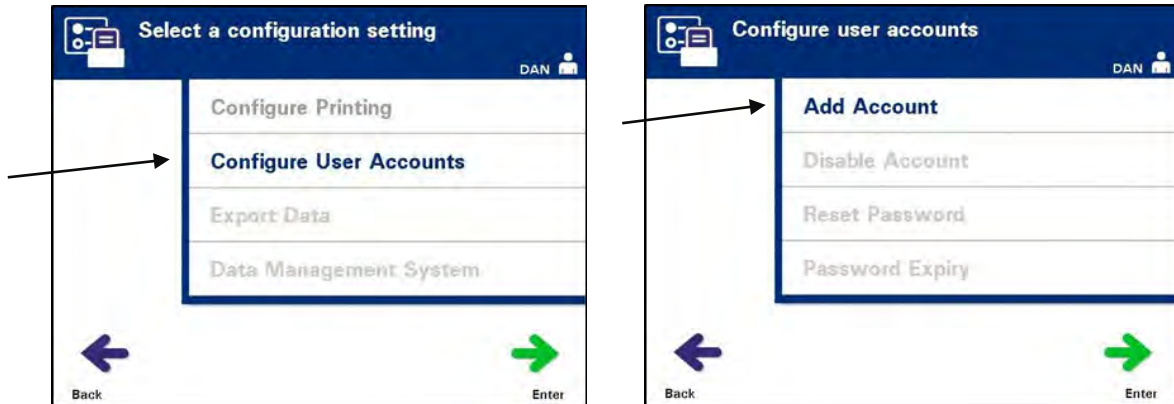 Select a configuration setting
DAN
Configure Printing
Configure User Accounts
Export Data
Data Management System
Back
Enter
Configure user accounts
DAN
Add Account
Disable Account
Reset Password
Password Expiry
Back
Enter